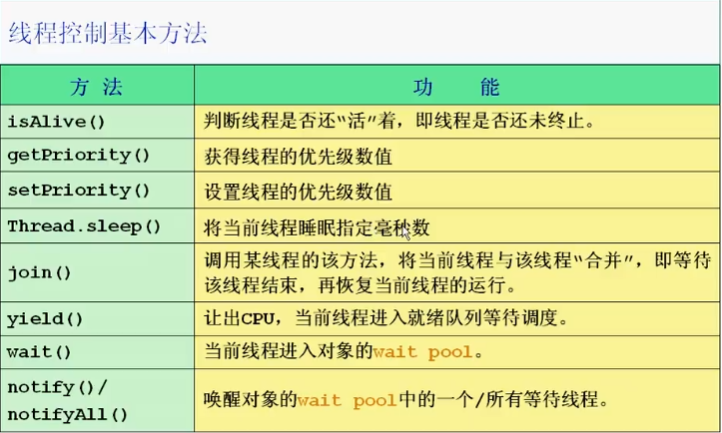 线程控制基本方法
方 法 功 能
isAlive() 判断线程是否还“活”着，即线程是否还未终止。
getPriority() 获得线程的优先级数值
setPriority() 设置线程的优先级数值
Thread.sleep() 将当前线程睡眠指定毫秒数
join() 调用某线程的该方法，将当前线程与该线程“合并”，即等待
该线程结束，再恢复当前线程的运行。
yield() 让出CPU，当前线程进入就绪队列等待调度。
wait() 当前线程进入对象的wait pool。
notify()/
notifyAll() 唤醒对象的wait pool中的一个/所有等待线程。